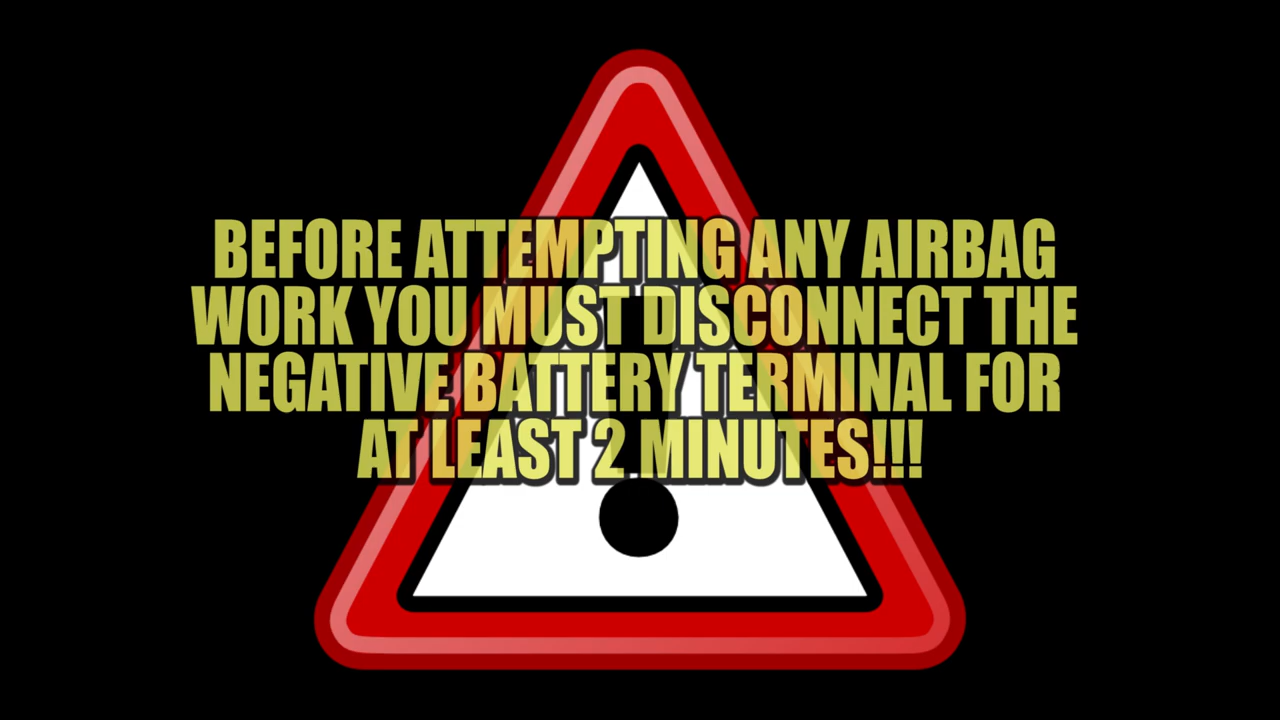 BEFORE ATTEMPTING ANY AIRBAG
WORK YOU MUST DISCONNECT THE
NEGATIVE BATTERY TERMINAL FOR
AT LEAST 2 MINUTES!!!